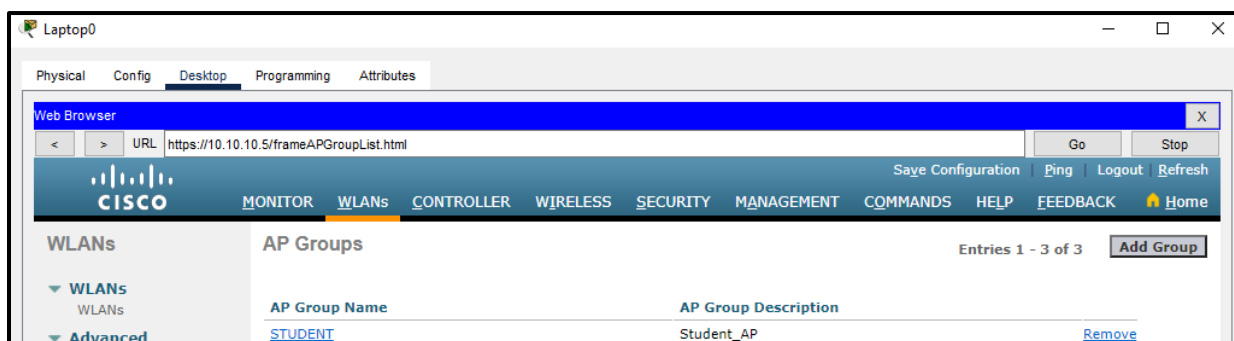 Laptop0
Physical Config Desktop Programming Attributes
Web Browser X
< > URL https://10.10.10.5/frameAPGroupList.html Go Stop
Save Configuration | Ping | Logout | Refresh
CISCO MONITOR WLANs CONTROLLER WIRELESS SECURITY MANAGEMENT COMMANDS HELP FEEDBACK Home
WLANs AP Groups Entries 1 - 3 of 3 Add Group
WLANs
WLANs AP Group Name AP Group Description
Advanced STUDENT Student_AP Remove